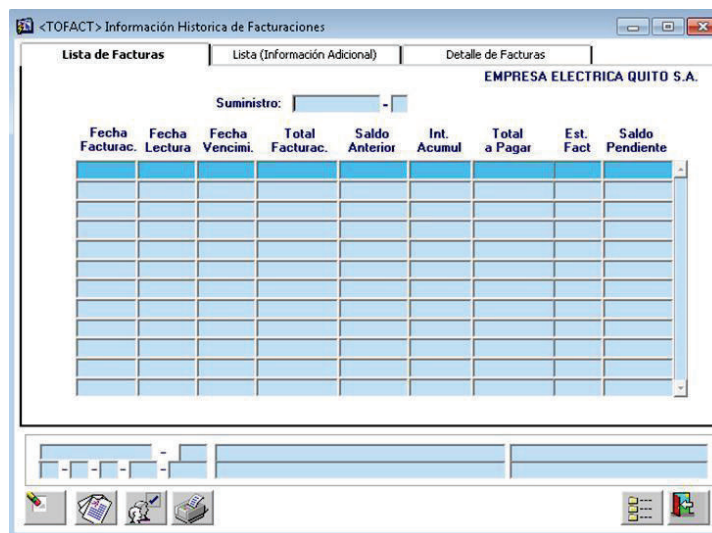 <TOFACT> Información Historica de Facturaciones
Lista de Facturas Lista (Información Adicional) Detalle de Facturas
EMPRESA ELECTRICA QUITO S.A.
Suministro: -
Fecha Facturac. Fecha Lectura Fecha Vencimi. Total Facturac. Saldo Anterior Int. Acumul Total a Pagar Est. Fact Saldo Pendiente
-
- - - -